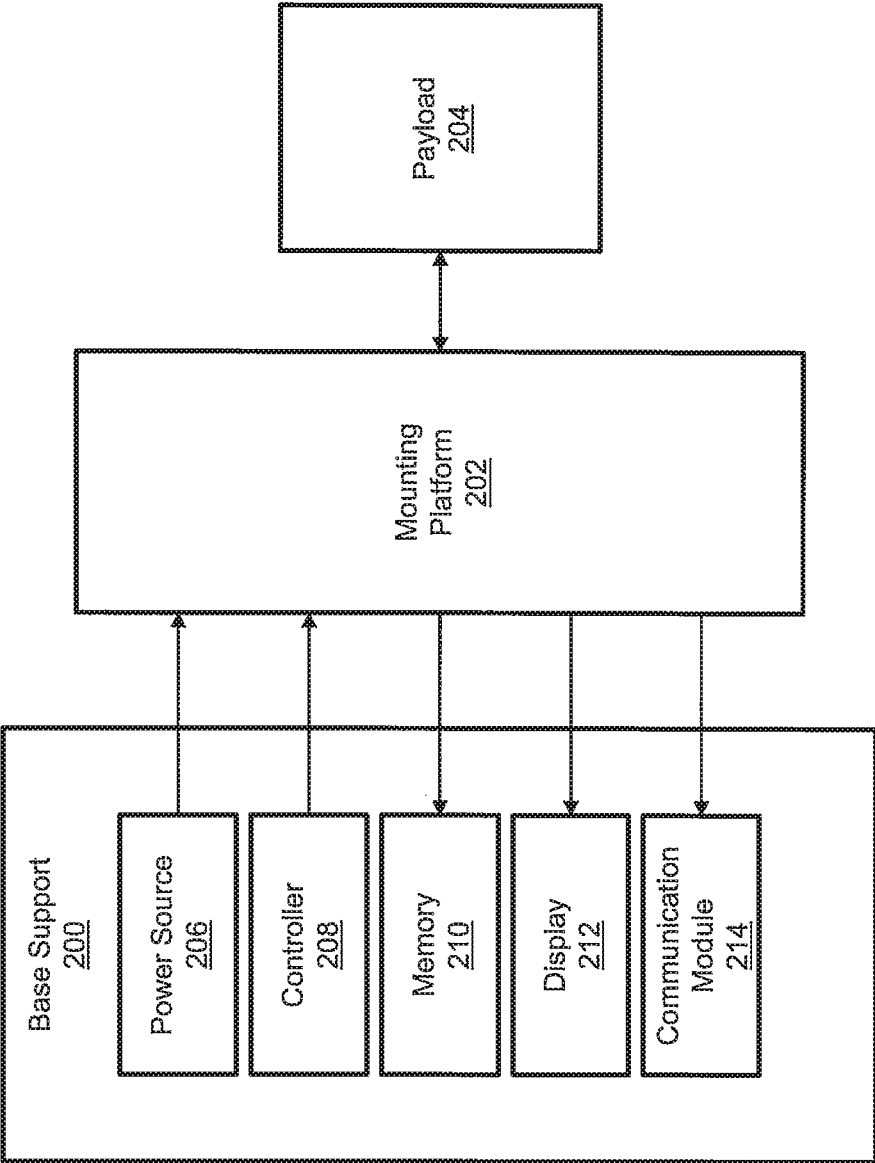 Base Support
200
Power Source
206
Controller
208
Memory
210
Display
212
Communication
Module
214
Mounting
Platform
202
Payload
204